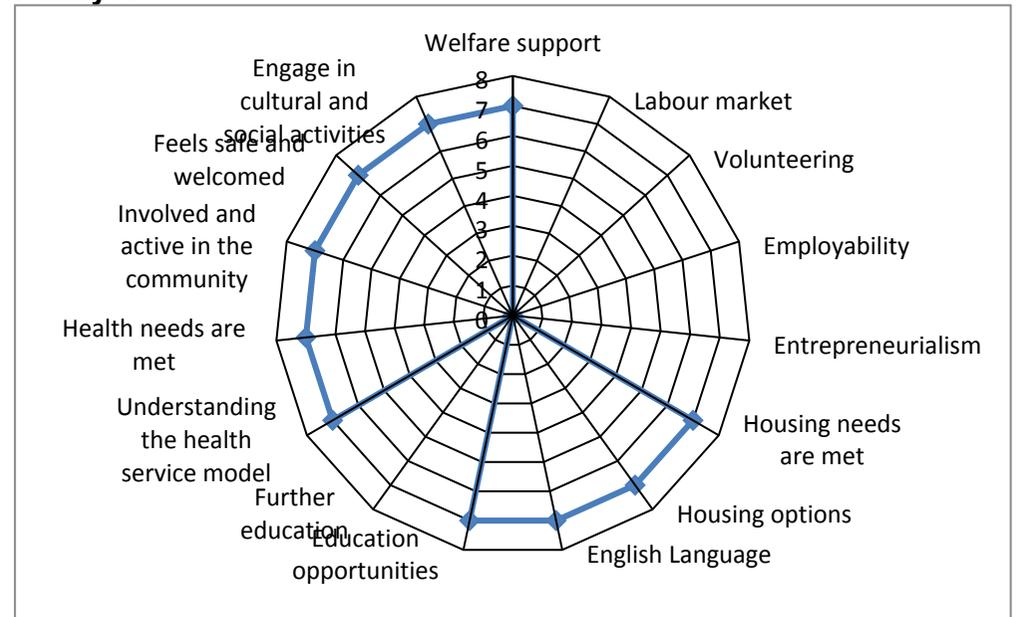 Welfare support
Labour market
Volunteering
Employability
Entrepreneurialism
Housing needs
are met
Housing options
English Language
Education
opportunities
Further
education
Understanding
the health
service model
Health needs are
met
Involved and
active in the
community
Feels safe and
welcomed
Engage in
cultural and
social activities
8
7
6
5
4
3
2
1
0